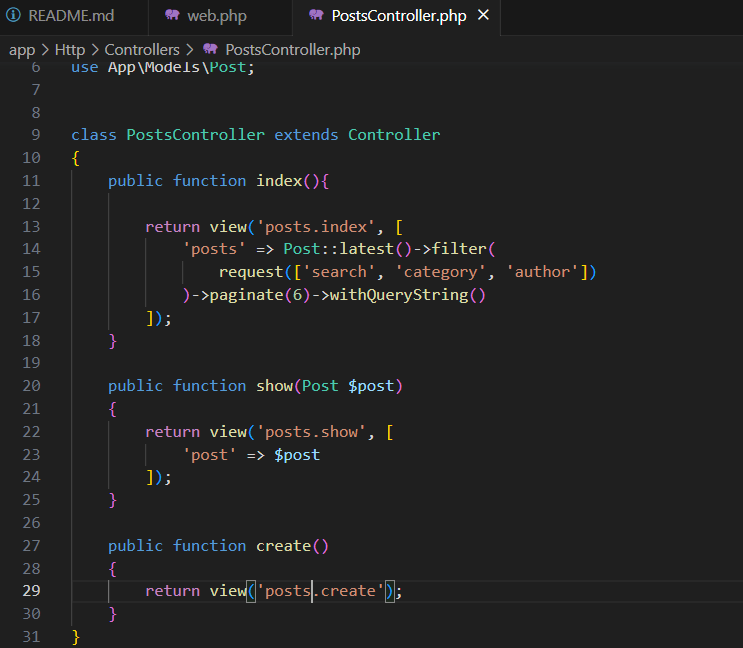 README.md web.php PostsController.php
app > Http > Controllers > PostsController.php
6 use App\Models\Post;
7
8
9 class PostsController extends Controller
10 {
11     public function index(){
12
13         return view('posts.index', [
14             'posts' => Post::latest()->filter(
15                 request(['search', 'category', 'author'])
16             )->paginate(6)->withQueryString()
17         ]);
18     }
19
20     public function show(Post $post)
21     {
22         return view('posts.show', [
23             'post' => $post
24         ]);
25     }
26
27     public function create()
28     {
29         return view('posts.create');
30     }
31 }